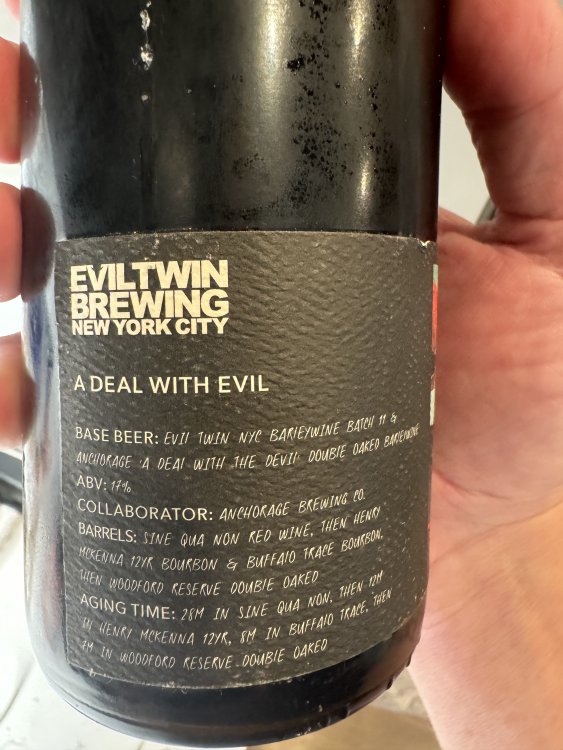 EVILTWIN
BREWING
NEW YORK CITY
A DEAL WITH EVIL
BASE BEER: EVIL TWIN NYC BARLEYWINE BATCH 11 &
ANCHORAGE 'A DEAL WITH THE DEVIL' DOUBLE OAKED BARLEYWINE
ABV: 17%
COLLABORATOR: ANCHORAGE BREWING CO.
BARRELS: SINE QUA NON RED WINE, THEN HENRY
MCKENNA 12YR BOURBON & BUFFALO TRACE BOURBON,
THEN WOODFORD RESERVE DOUBLE OAKED
AGING TIME: 28M IN SINE QUA NON, THEN 12M
IN HENRY MCKENNA 12YR, 8M IN BUFFALO TRACE, THEN
7M IN WOODFORD RESERVE DOUBLE OAKED